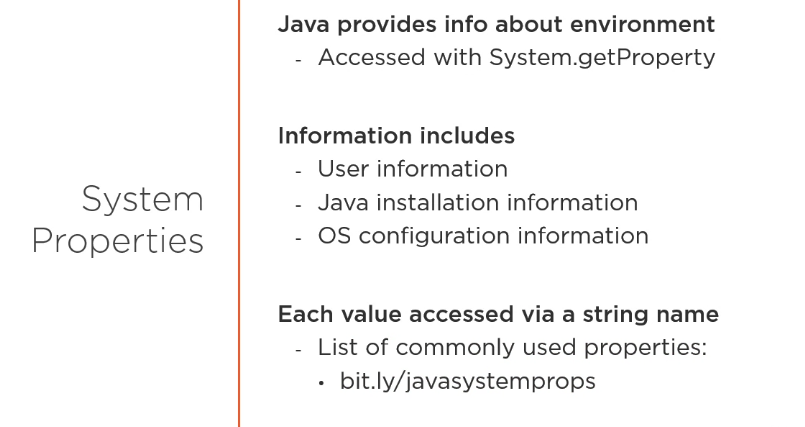 System
Properties
Java provides info about environment
- Accessed with System.getProperty
Information includes
- User information
- Java installation information
- OS configuration information
Each value accessed via a string name
- List of commonly used properties:
• bit.ly/javasystemprops